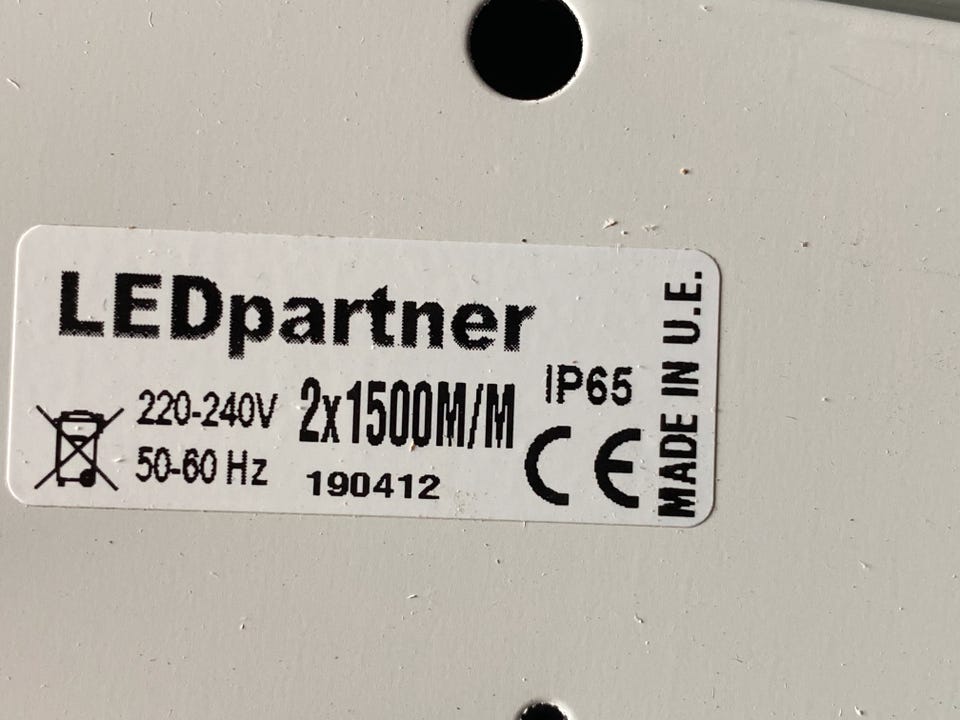 LEDpartner
220-240V
50-60 Hz
2x1500M/M
190412
IP65
CE
MADE IN U.E.